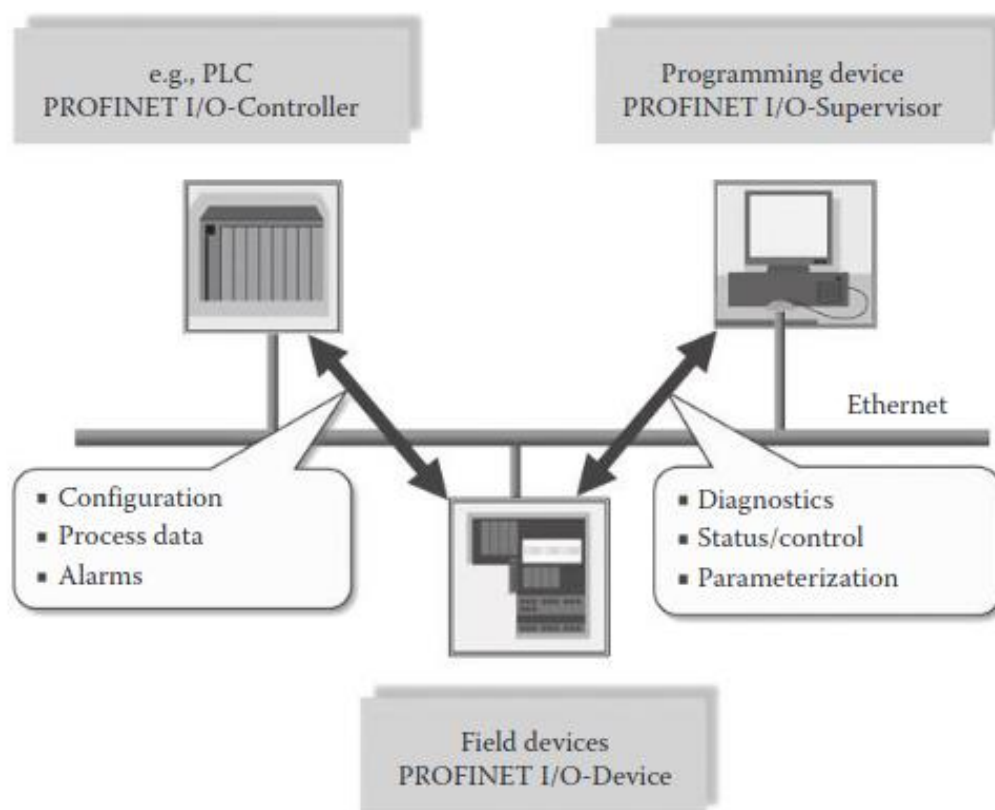 e.g., PLC
PROFINET I/O-Controller
Programming device
PROFINET I/O-Supervisor
Ethernet
▪ Configuration
▪ Process data
▪ Alarms
▪ Diagnostics
▪ Status/control
▪ Parameterization
Field devices
PROFINET I/O-Device